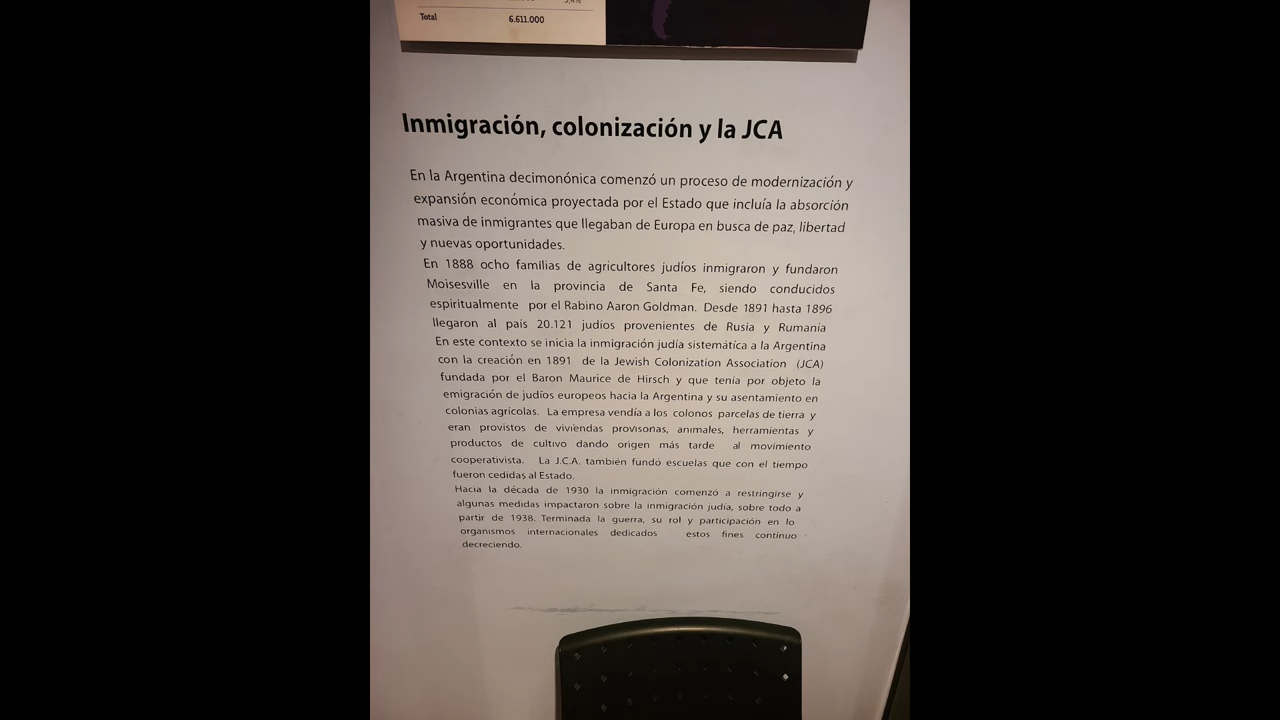 Total 6.611.000
Inmigración, colonización y la JCA
En la Argentina decimonónica comenzó un proceso de modernización y
expansión económica proyectada por el Estado que incluía la absorción
masiva de inmigrantes que llegaban de Europa en busca de paz, libertad
y nuevas oportunidades.
En 1888 ocho familias de agricultores judíos inmigraron y fundaron
Moisesville en la provincia de Santa Fe, siendo conducidos
espiritualmente por el Rabino Aaron Goldman. Desde 1891 hasta 1896
llegaron al país 20.121 judíos provenientes de Rusia y Rumania
En este contexto se inicia la inmigración judía sistemática a la Argentina
con la creación en 1891 de la Jewish Colonization Association (JCA)
fundada por el Baron Maurice de Hirsch y que tenía por objeto la
emigración de judíos europeos hacia la Argentina y su asentamiento en
colonias agrícolas. La empresa vendía a los colonos parcelas de tierra y
eran provistos de viviendas provisorias, animales, herramientas y
productos de cultivo dando origen más tarde al movimiento
cooperativista. La J.C.A. también fundó escuelas que con el tiempo
fueron cedidas al Estado.
Hacia la década de 1930 la inmigración comenzó a restringirse y
algunas medidas impactaron sobre la inmigración judía, sobre todo a
partir de 1938. Terminada la guerra, su rol y participación en lo
organismos internacionales dedicados estos fines continuo
decreciendo.